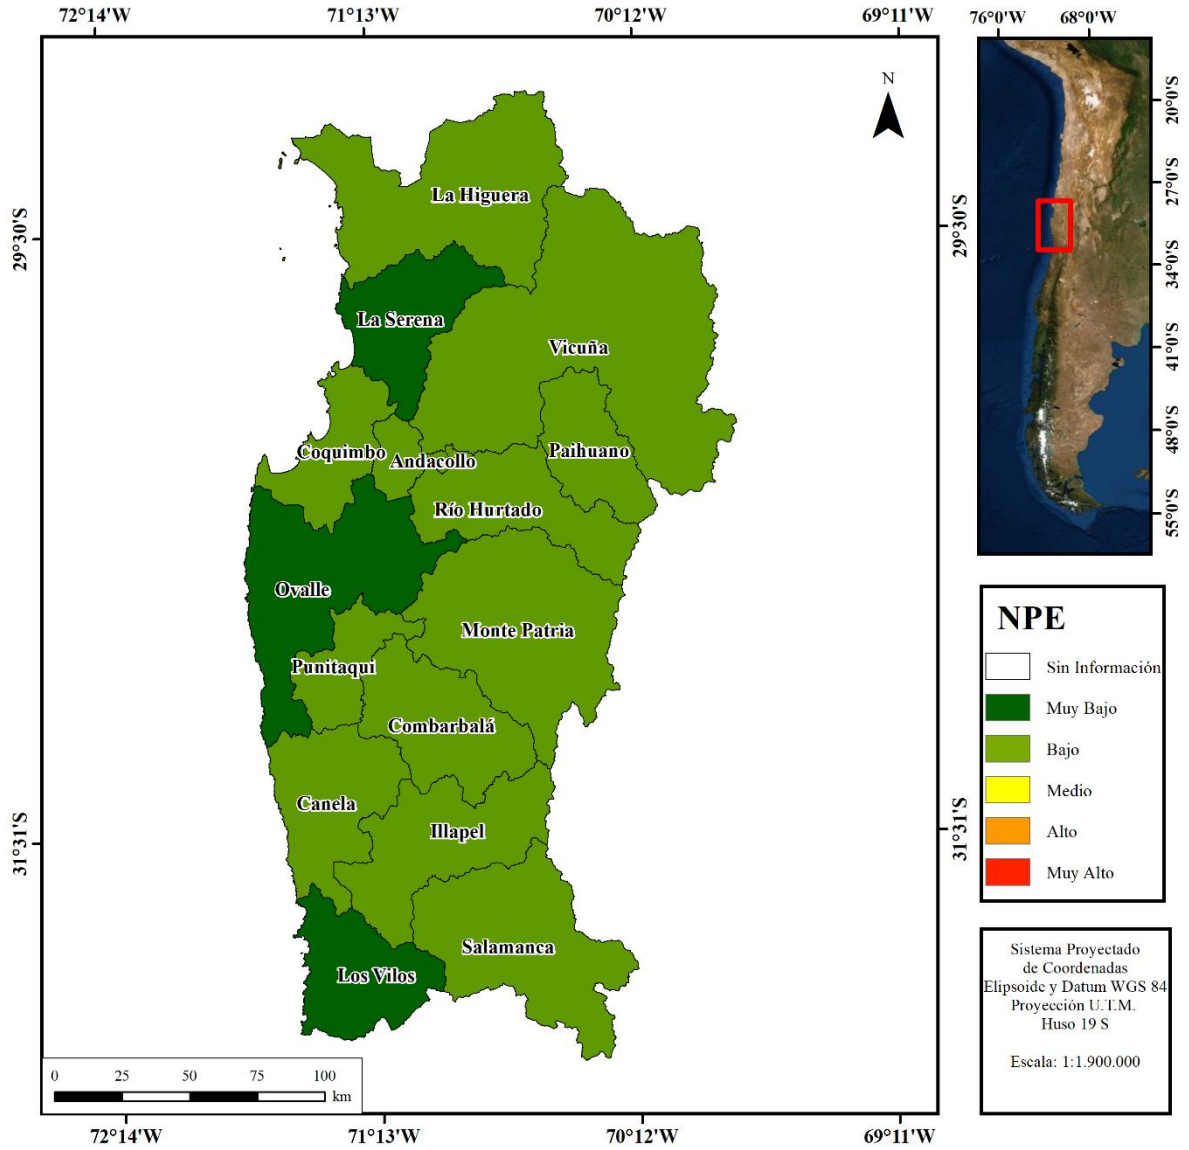 72°14'W
71°13'W
70°12'W
69°11'W
76°0'W
68°0'W
N
29°30'S
29°30'S
31°31'S
31°31'S
20°0'S
27°0'S
34°0'S
41°0'S
48°0'S
55°0'S
La Higuera
La Serena
Vicuña
Coquimbo
Andacollo
Paihuano
Río Hurtado
Ovalle
Monte Patria
Punitaqui
Combarbalá
Canela
Illapel
Salamanca
Los Vilos
NPE
Sin Información
Muy Bajo
Bajo
Medio
Alto
Muy Alto
Sistema Proyectado
de Coordenadas
Elipsoide y Datum WGS 84
Proyección U.T.M.
Huso 19 S
Escala: 1:1.900.000
0 25 50 75 100
km
72°14'W
71°13'W
70°12'W
69°11'W